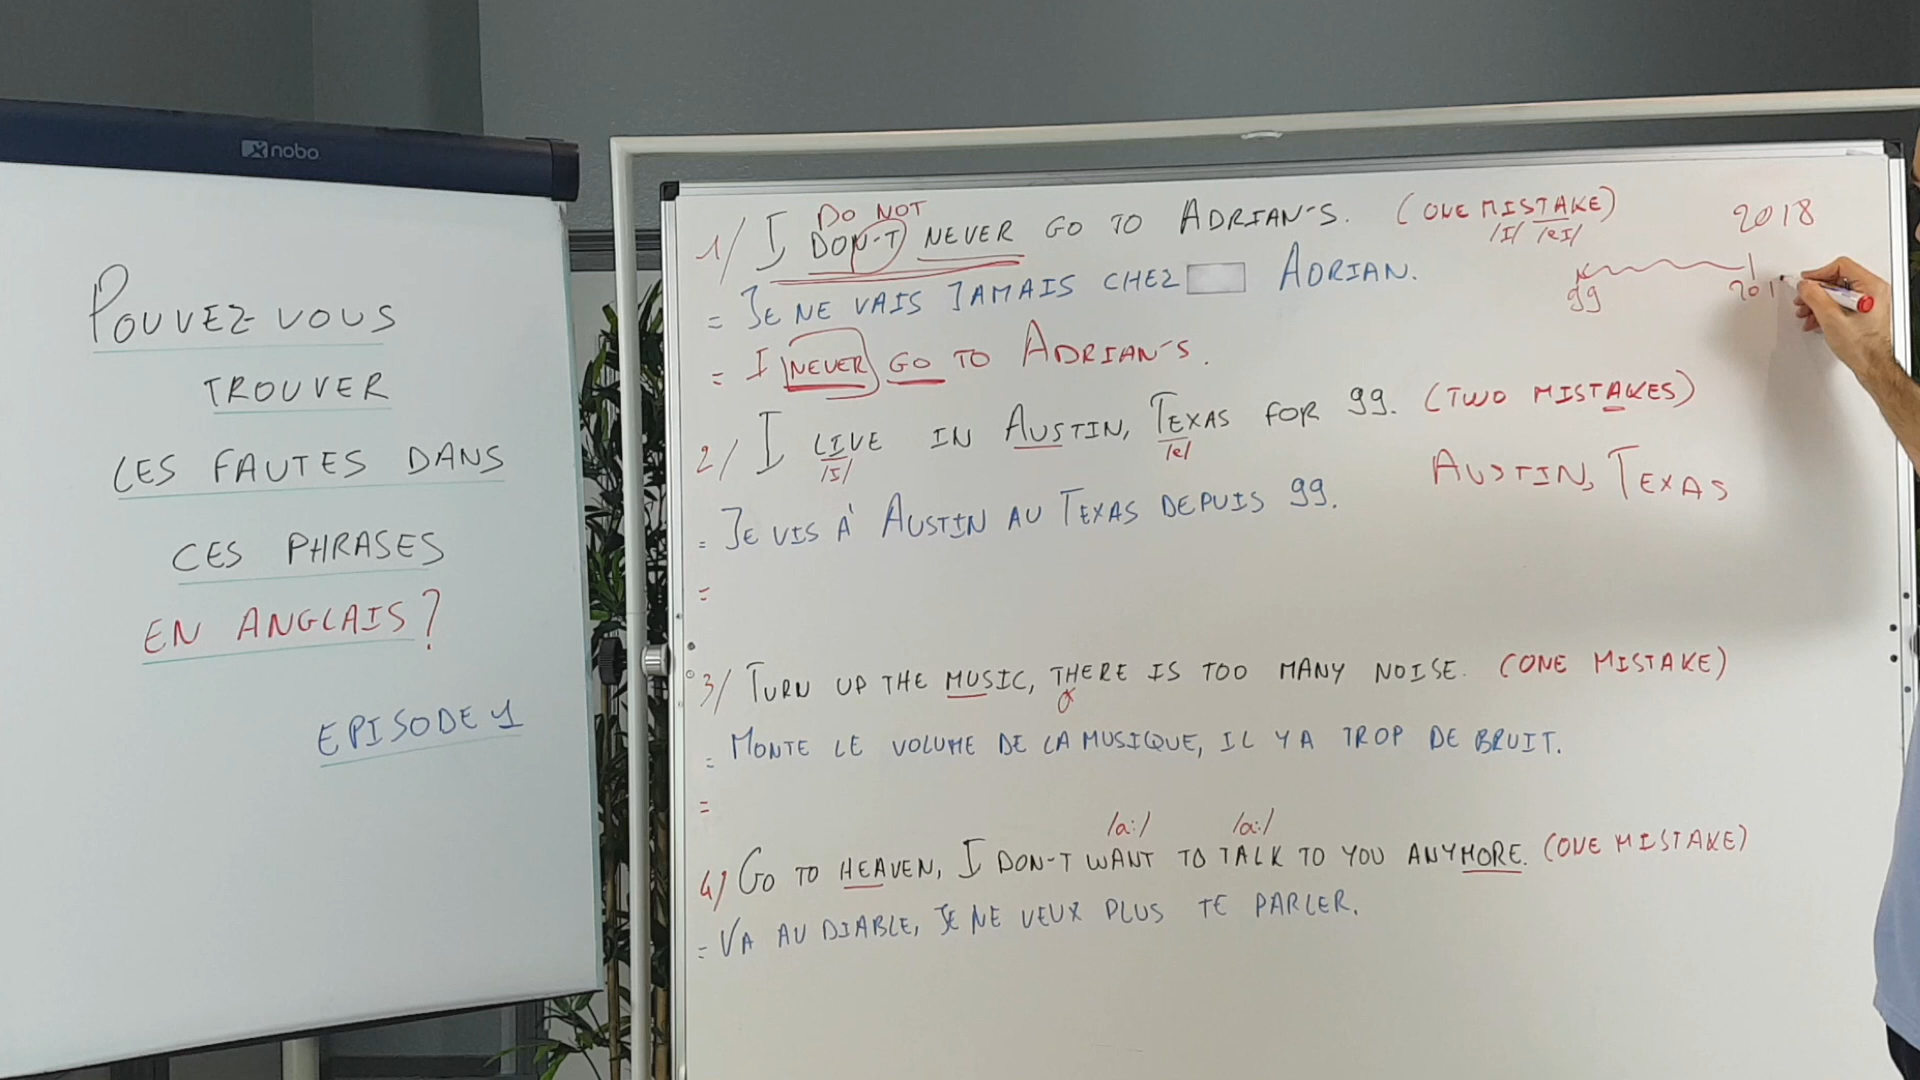 nobo
POUVEZ-VOUS
TROUVER
LES FAUTES DANS
CES PHRASES
EN ANGLAIS?
EPISODE 1
DO NOT
1/ I DON'T NEVER GO TO ADRIAN'S. (ONE MISTAKE)
/I/ /eI/
= JE NE VAIS JAMAIS CHEZ ADRIAN.
= I NEVER GO TO ADRIAN'S.
2018
99 201
2/ I LIVE IN AUSTIN, TEXAS FOR 99. (TWO MISTAKES)
/I/ /e/
AUSTIN, TEXAS
= JE VIS À AUSTIN AU TEXAS DEPUIS 99.
=
3/ TURN UP THE MUSIC, THERE IS TOO MANY NOISE. (ONE MISTAKE)
= MONTE LE VOLUME DE LA MUSIQUE, IL Y A TROP DE BRUIT.
=
/a:/ /a:/
4) GO TO HEAVEN, I DON'T WANT TO TALK TO YOU ANYMORE. (ONE MISTAKE)
= VA AU DIABLE, JE NE VEUX PLUS TE PARLER.